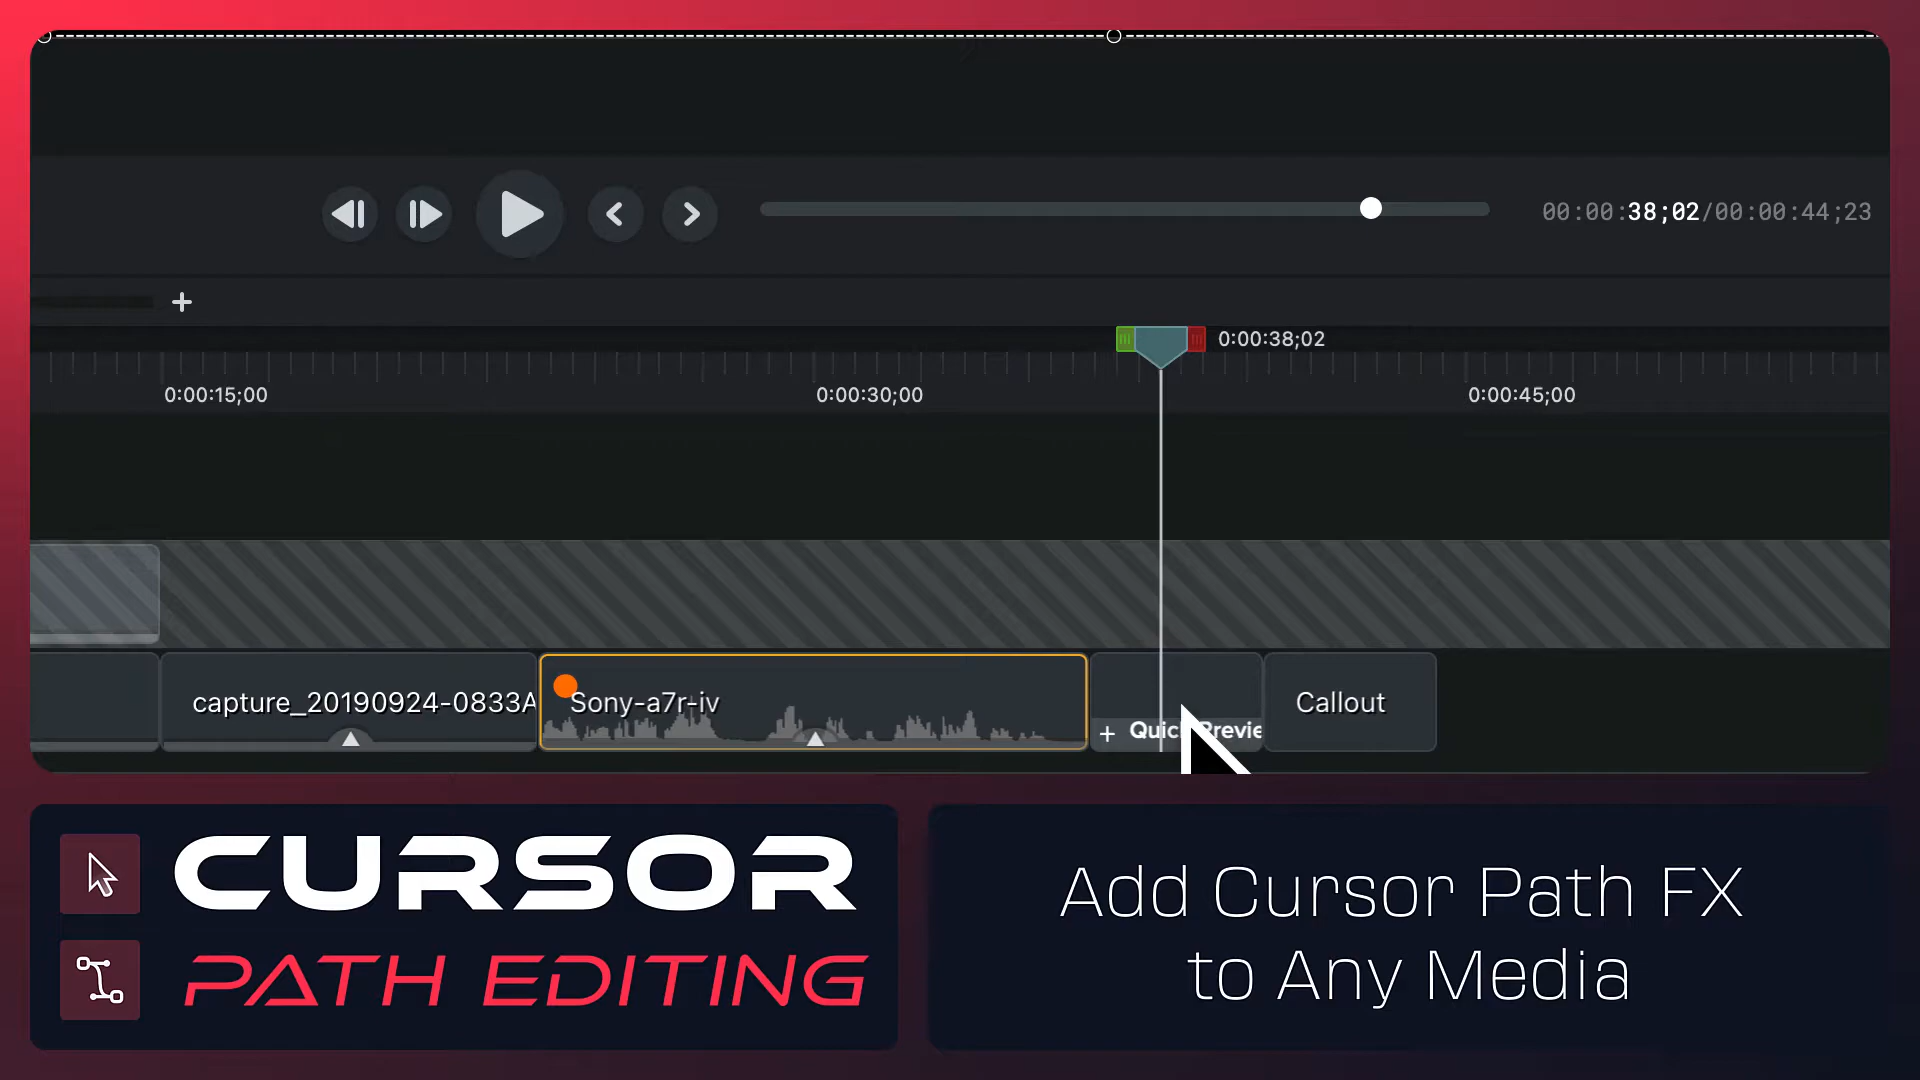 00:00:38;02/00:00:44;23
0:00:38;02
0:00:15;00
0:00:30;00
0:00:45;00
capture_20190924-0833A
Sony-a7r-iv
+ Quick Previe
Callout
CURSOR
PATH EDITING
Add Cursor Path FX
to Any Media